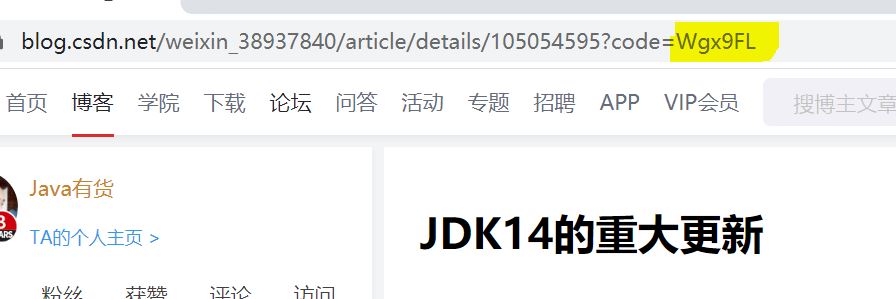 blog.csdn.net/weixin_38937840/article/details/105054595?code=Wgx9FL
首页 博客 学院 下载 论坛 问答 活动 专题 招聘 APP VIP会员 搜博主文章
Java有货
TA的个人主页 >
JDK14的重大更新
粉丝 获赞 评论 访问